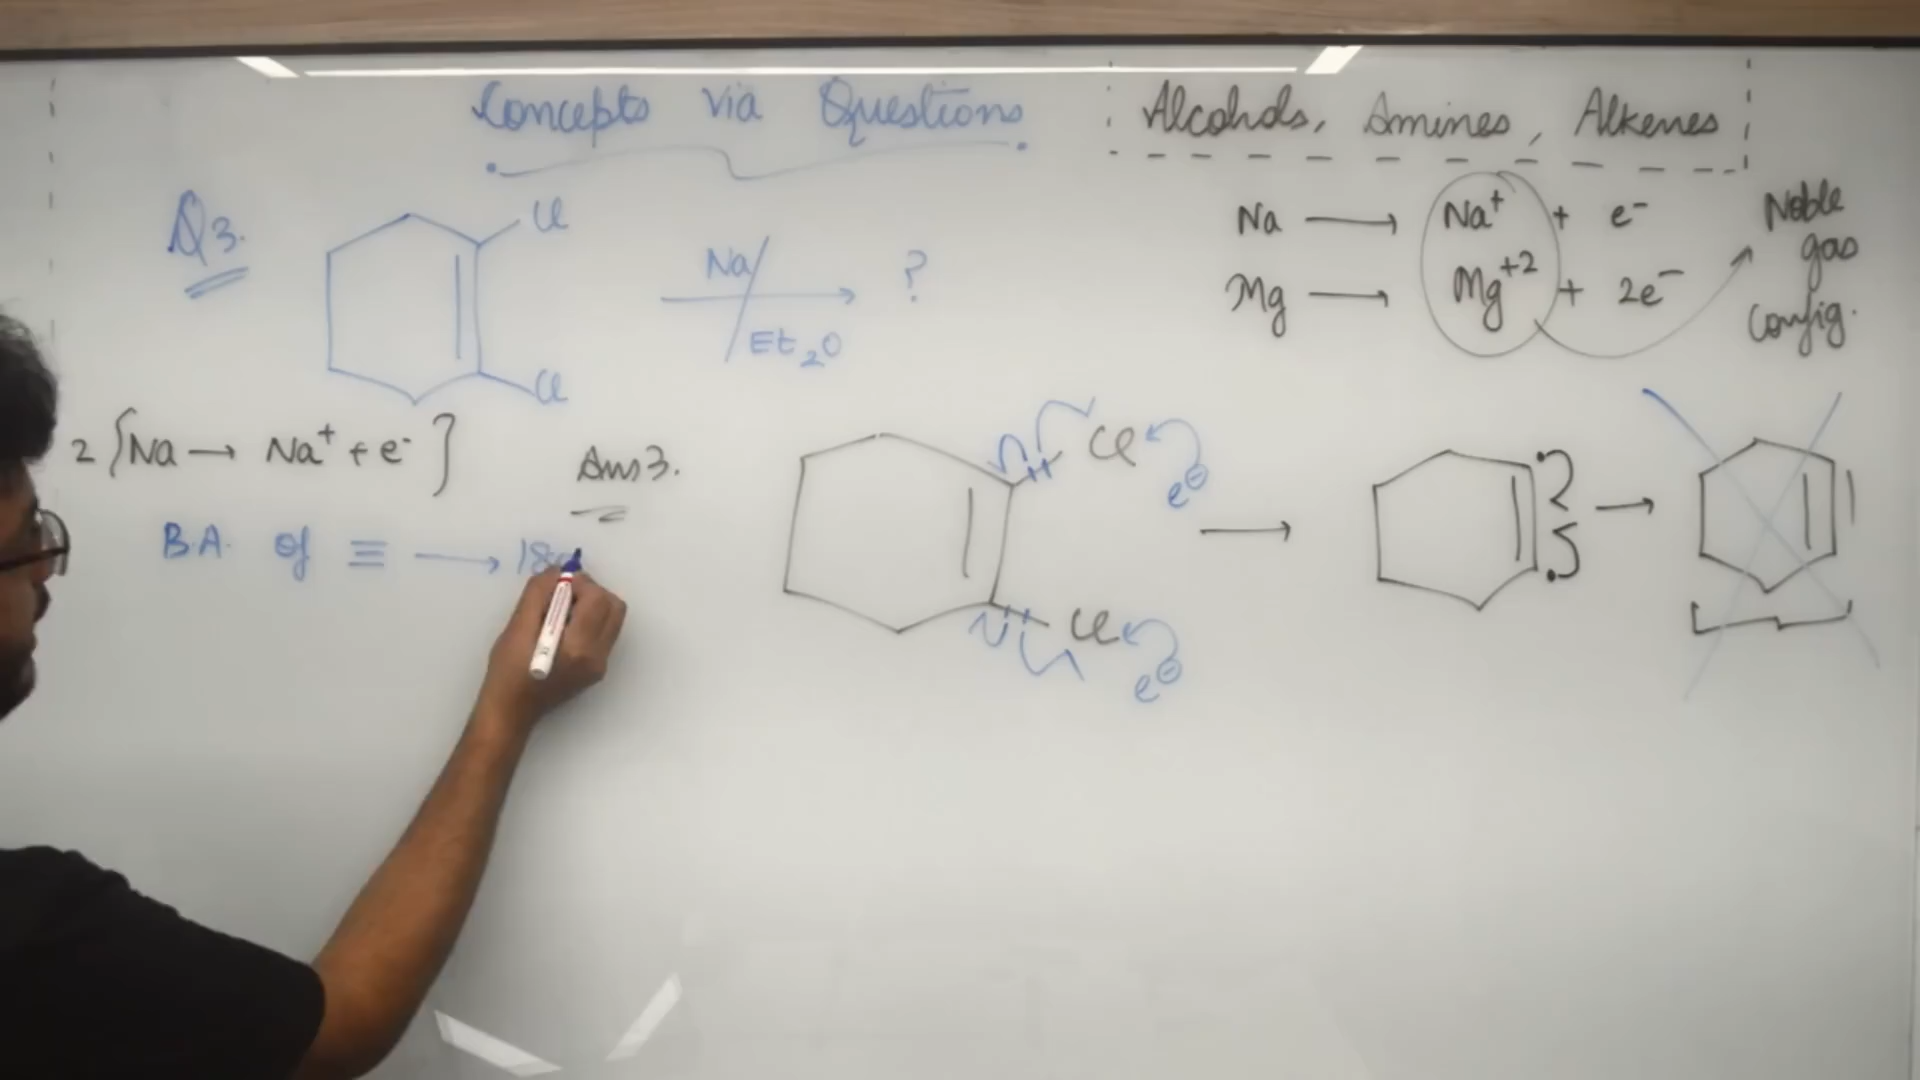 Concepts via Questions
Alcohols, Amines, Alkenes
Q3.
Cl
Cl
Na/Et2O
?
Na → Na+ + e-
Mg → Mg+2 + 2e-
Noble
gas
Config.
2 [Na → Na+ + e-]
B.A. of ≡ →
Ans 3.
Cl
e⊖
Cl
e⊖
→
→